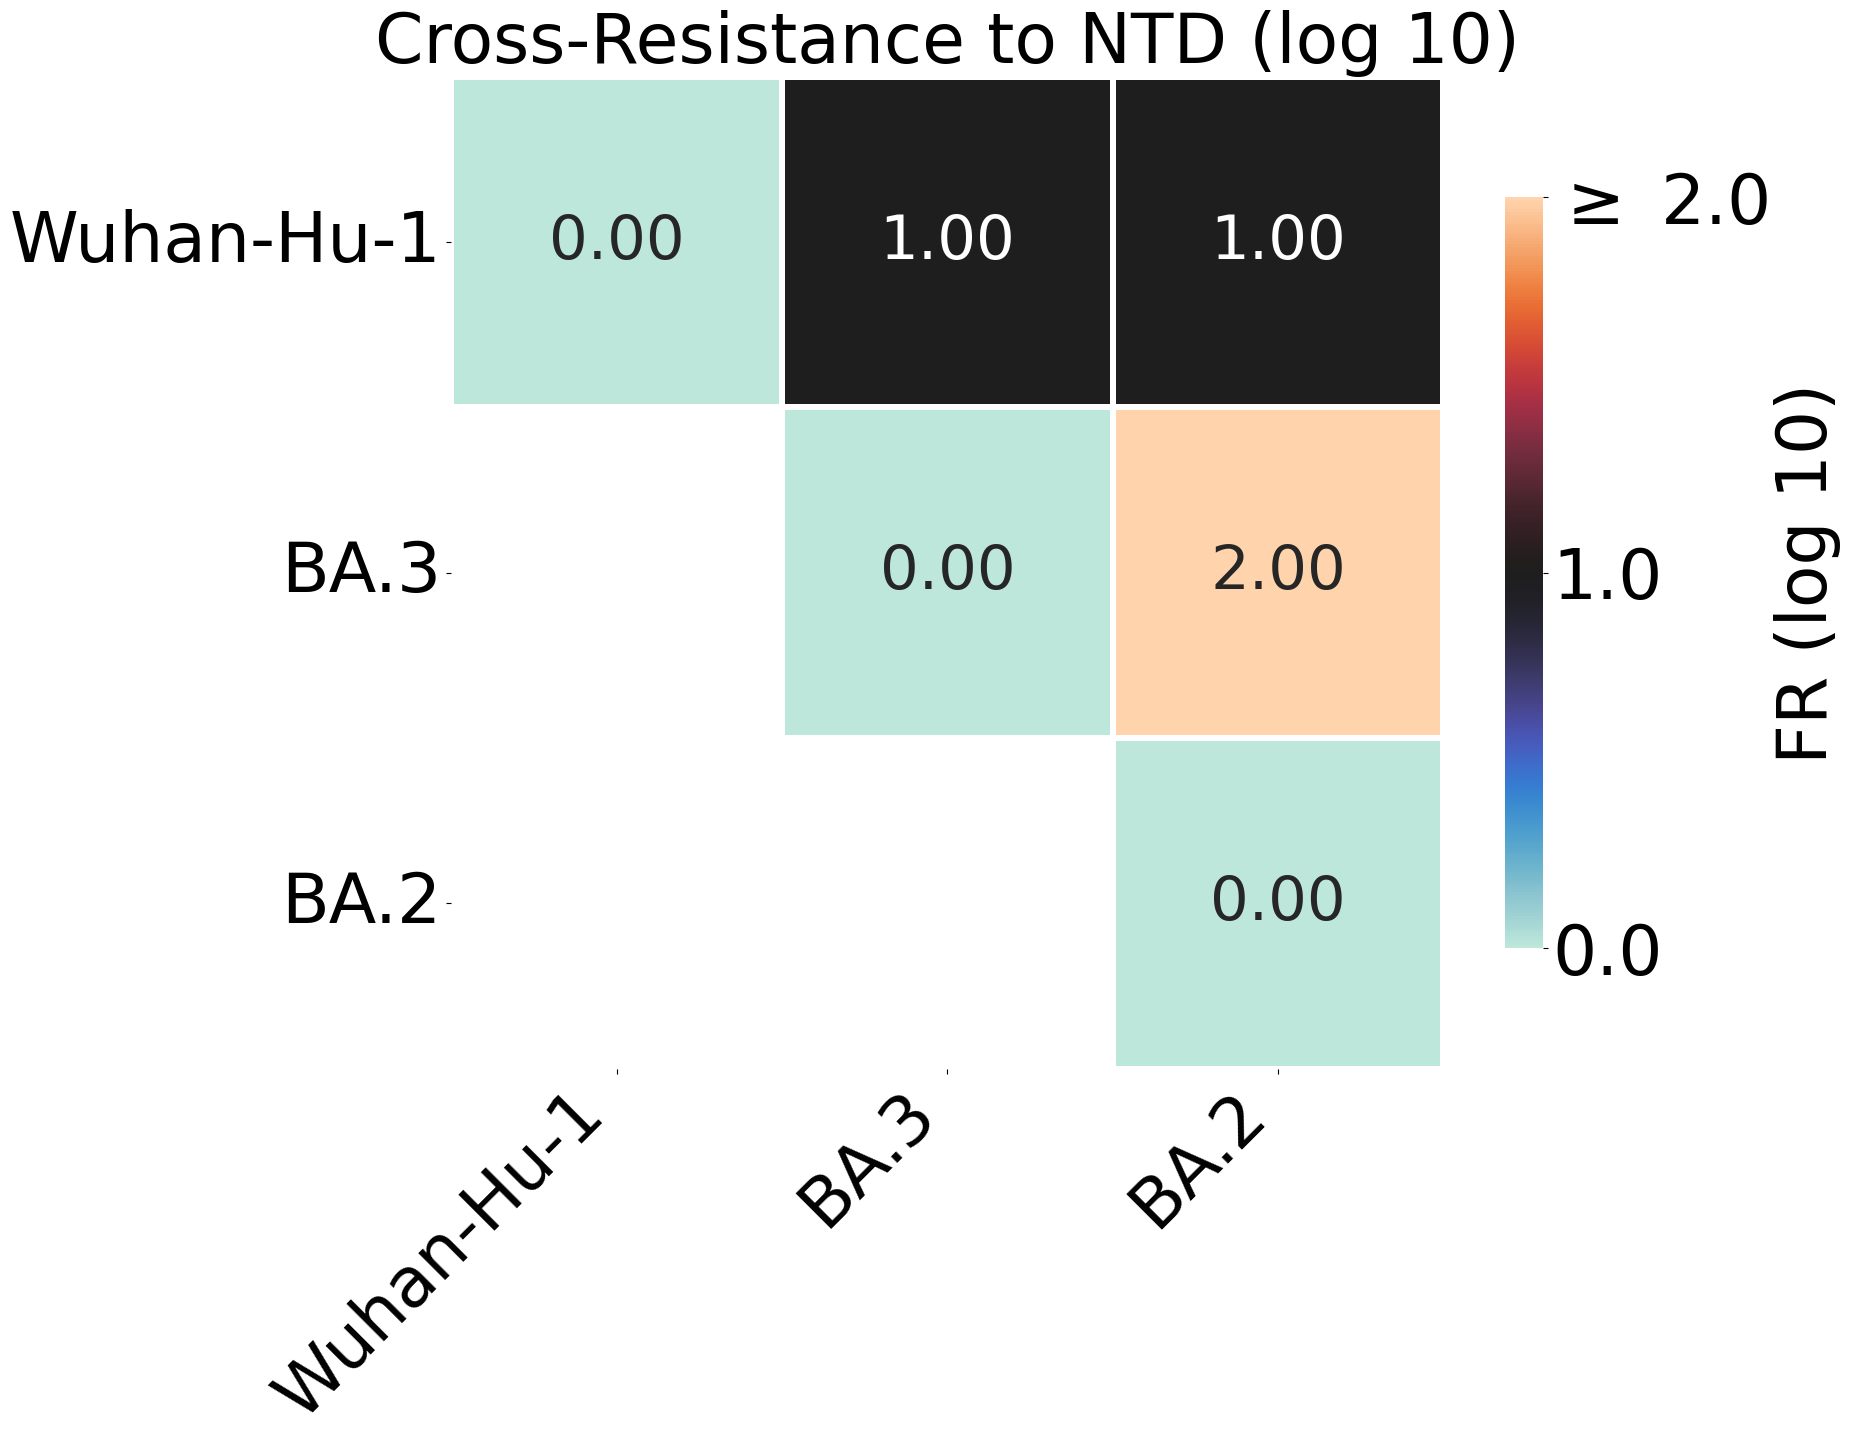 Cross-Resistance to NTD (log 10)
Wuhan-Hu-1
0.00
1.00
1.00
BA.3
0.00
2.00
BA.2
0.00
Wuhan-Hu-1
BA.3
BA.2
≥ 2.0
1.0
0.0
FR (log 10)